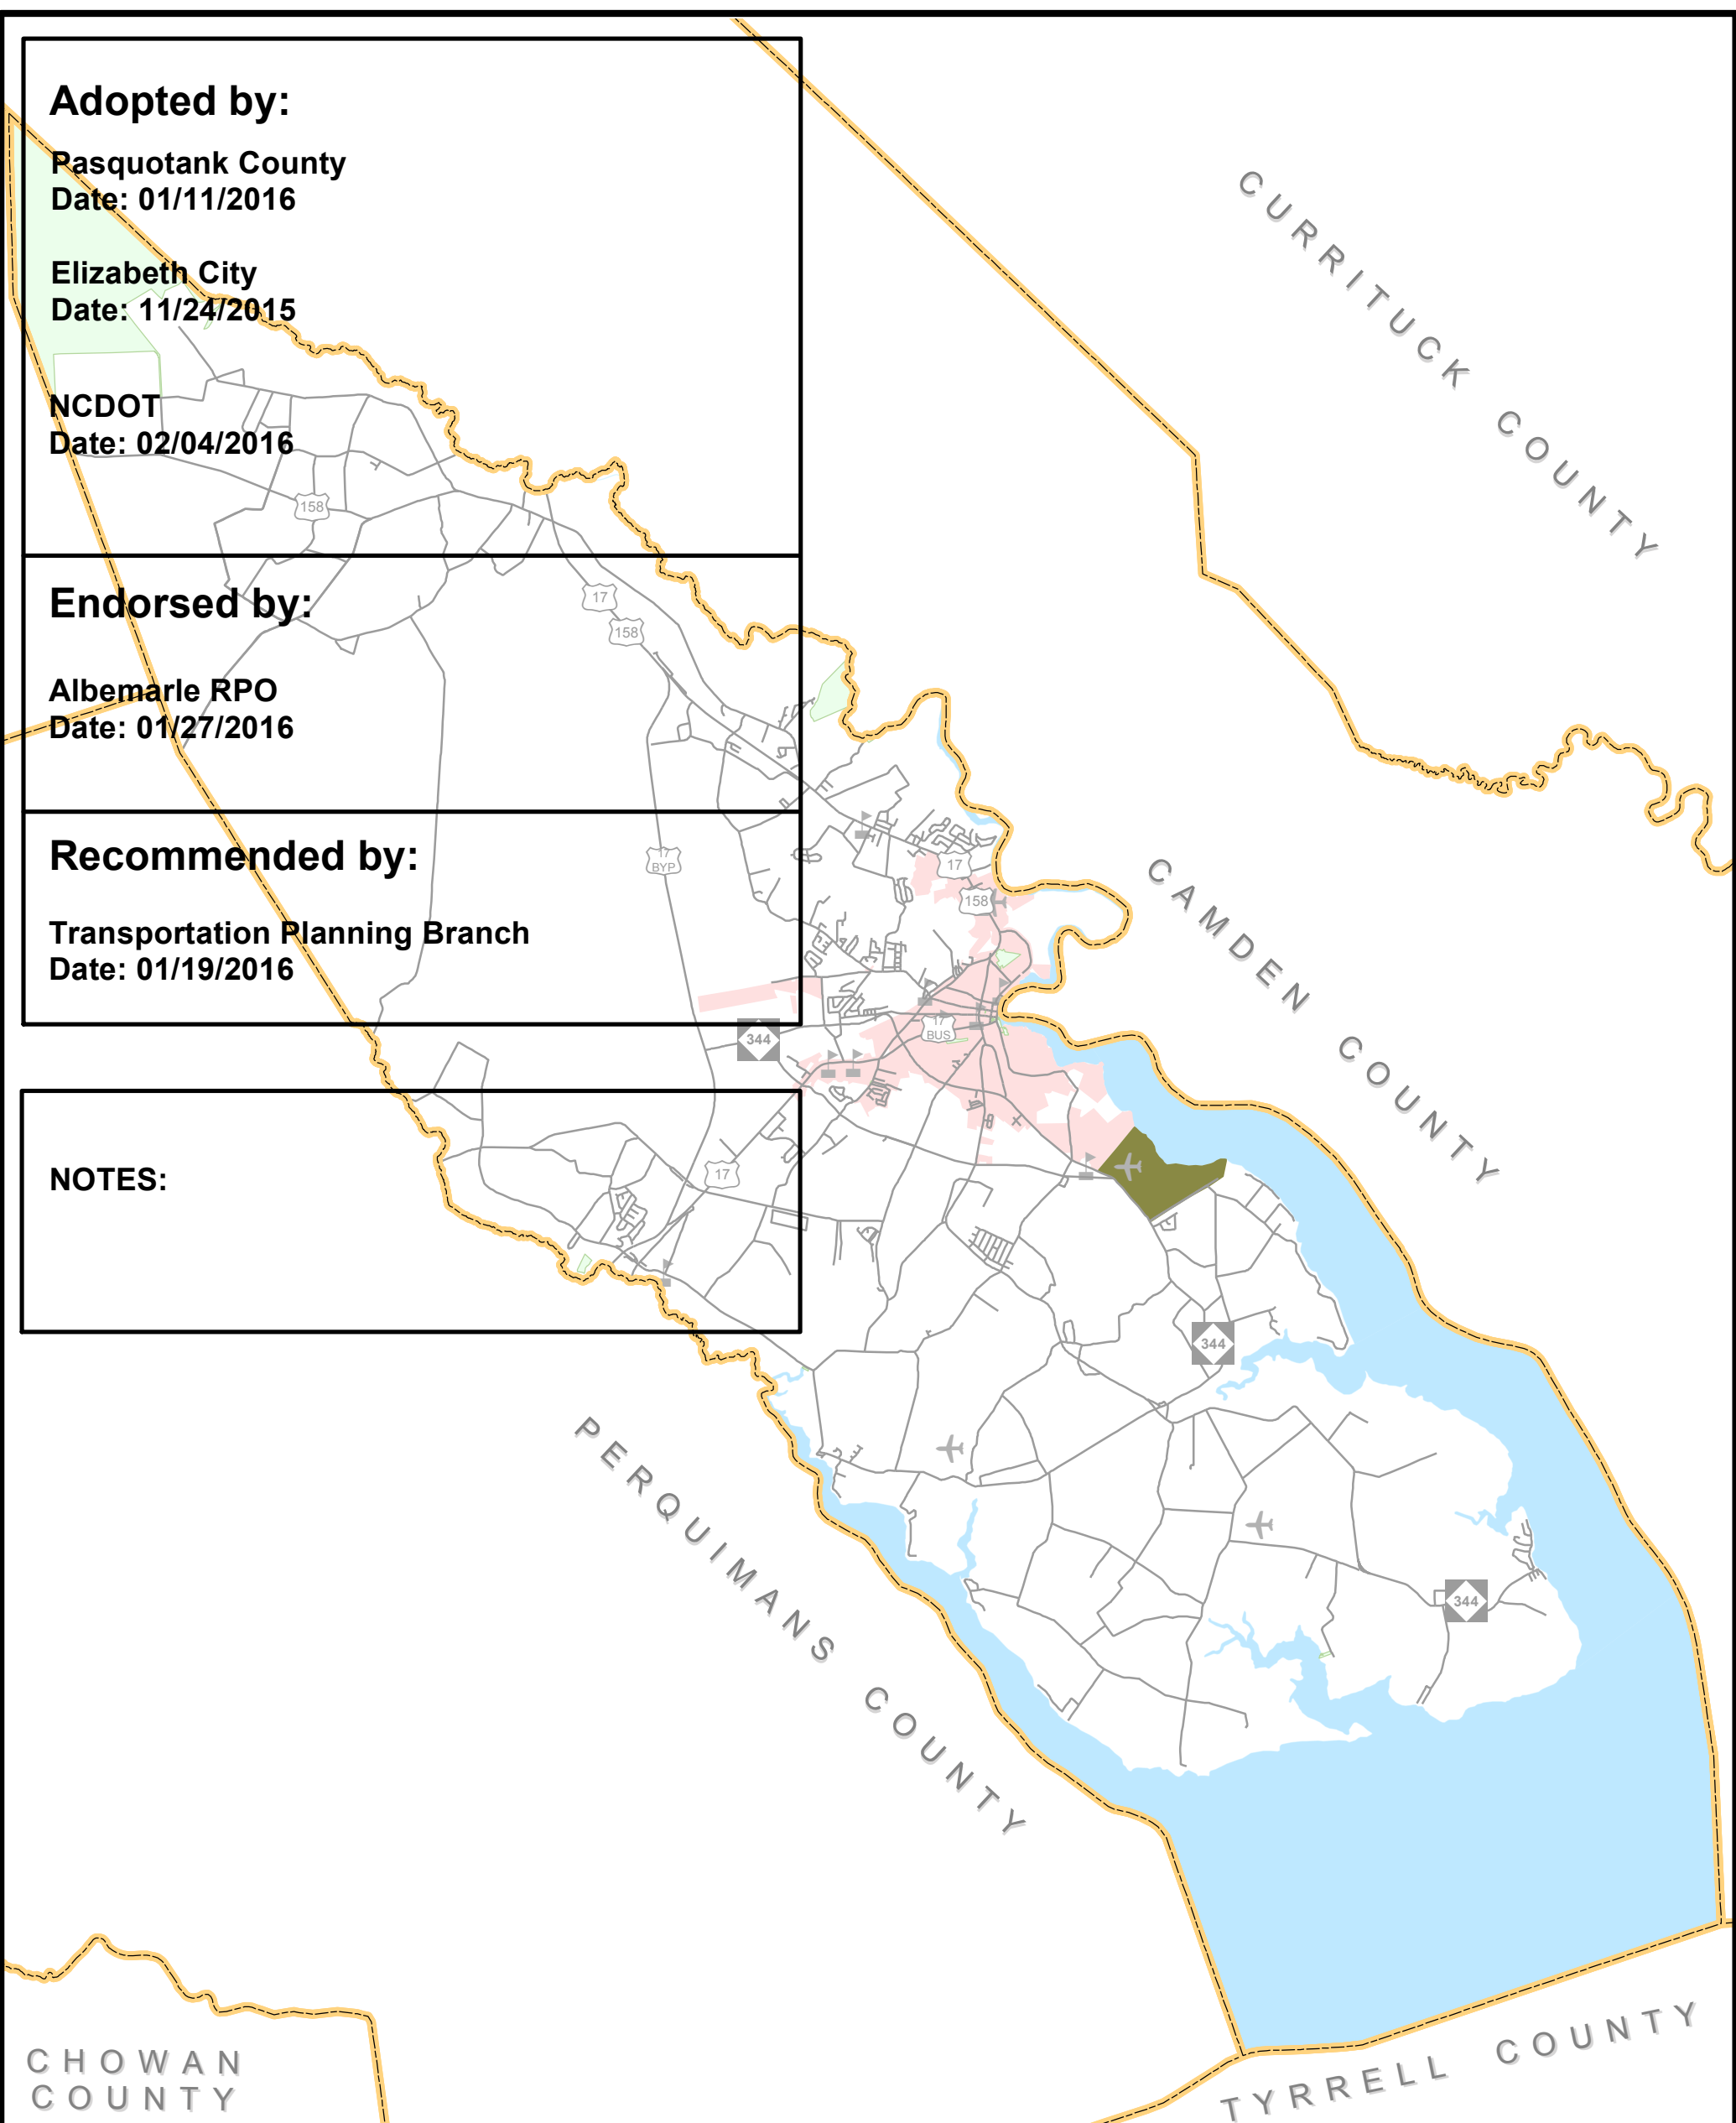 Adopted by:
Pasquotank County
Date: 01/11/2016
Elizabeth City
Date: 11/24/2015
NCDOT
Date: 02/04/2016
Endorsed by:
Albemarle RPO
Date: 01/27/2016
Recommended by:
Transportation Planning Branch
Date: 01/19/2016
NOTES:
CURRITUCK COUNTY
158
17
158
17
BYP
17
158
CAMDEN COUNTY
17
BUS
344
17
344
344
PERQUIMANS COUNTY
CHOWAN
COUNTY
TYRRELL COUNTY